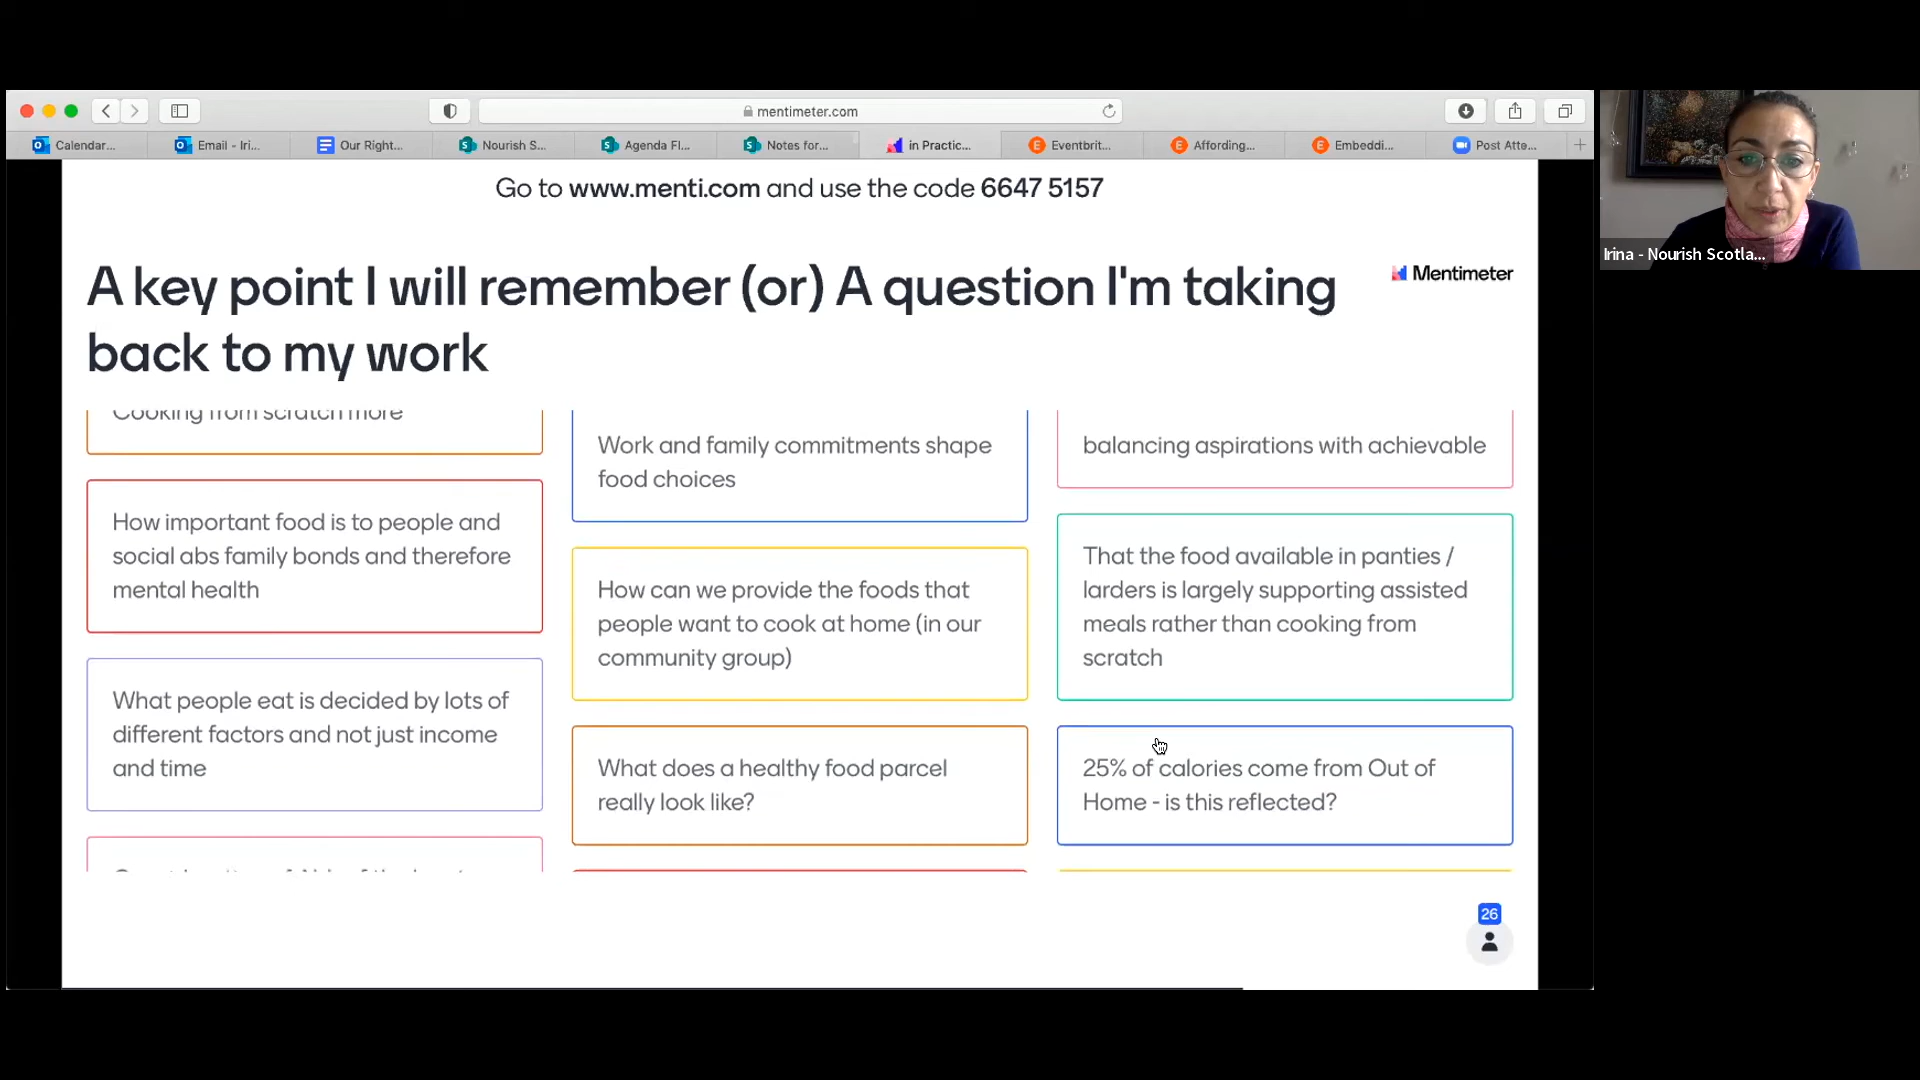 mentimeter.com
Calendar...
Email - Iri...
Our Right...
Nourish S...
Agenda Fl...
Notes for...
in Practic...
Eventbrit...
Affording...
Embeddi...
Post Atte...
Go to www.menti.com and use the code 6647 5157
A key point I will remember (or) A question I'm taking
back to my work
Mentimeter
Cooking from scratch more
How important food is to people and
social abs family bonds and therefore
mental health
What people eat is decided by lots of
different factors and not just income
and time
Work and family commitments shape
food choices
How can we provide the foods that
people want to cook at home (in our
community group)
What does a healthy food parcel
really look like?
balancing aspirations with achievable
That the food available in panties /
larders is largely supporting assisted
meals rather than cooking from
scratch
25% of calories come from Out of
Home - is this reflected?
26
Irina - Nourish Scotla...